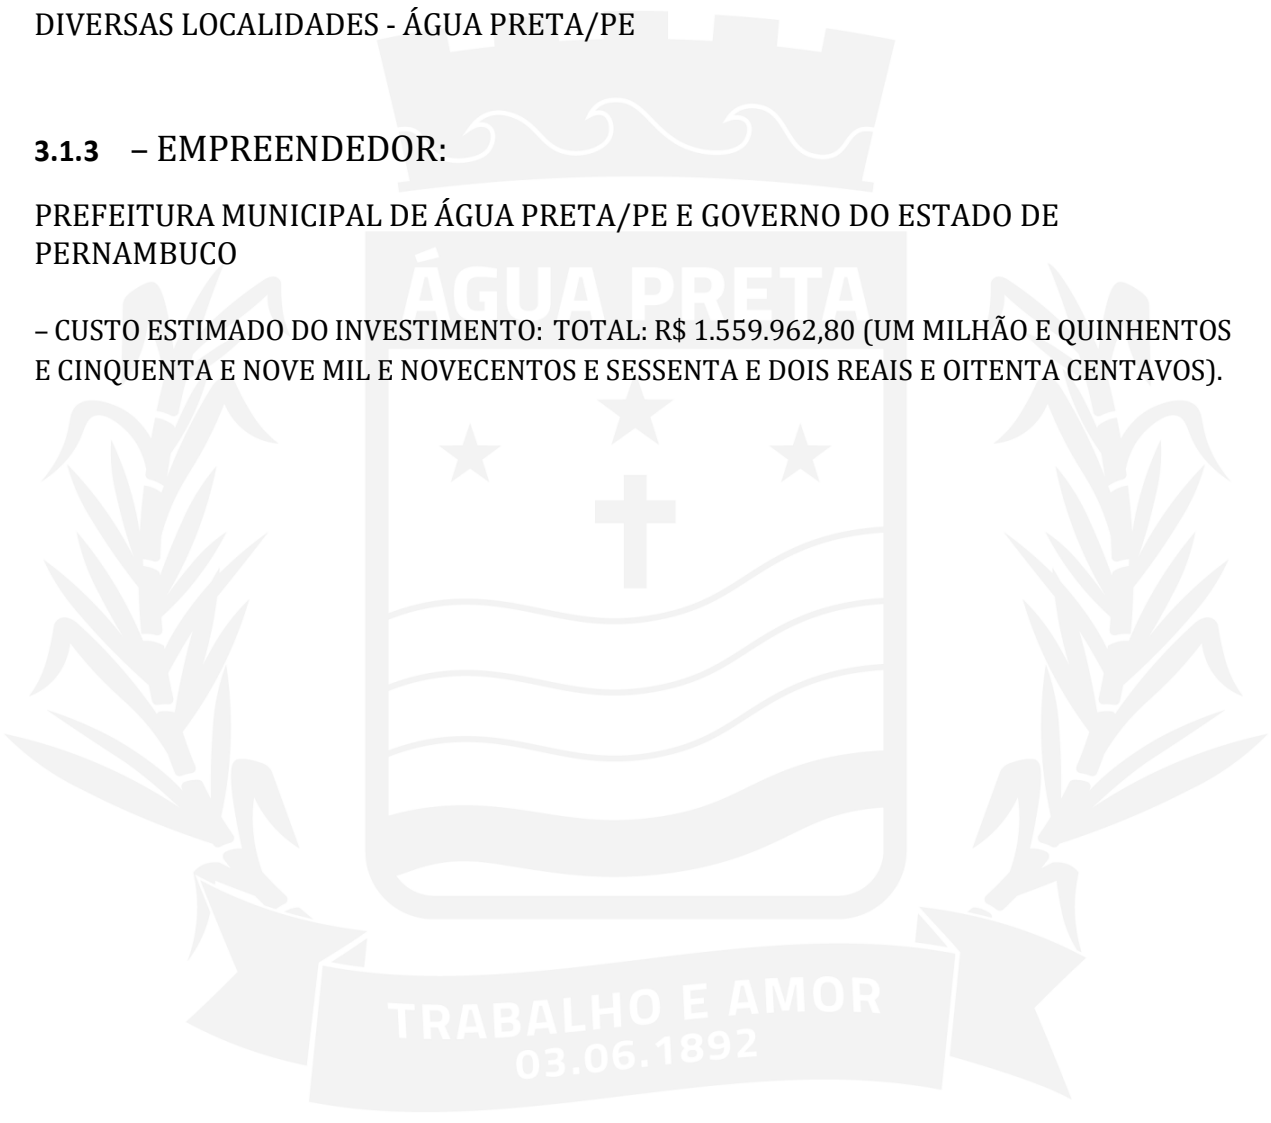 DIVERSAS LOCALIDADES - ÁGUA PRETA/PE
3.1.3 – EMPREENDEDOR:
PREFEITURA MUNICIPAL DE ÁGUA PRETA/PE E GOVERNO DO ESTADO DE
PERNAMBUCO
ÁGUA PRETA
– CUSTO ESTIMADO DO INVESTIMENTO: TOTAL: R$ 1.559.962,80 (UM MILHÃO E QUINHENTOS
E CINQUENTA E NOVE MIL E NOVECENTOS E SESSENTA E DOIS REAIS E OITENTA CENTAVOS).
TRABALHO E AMOR
03.06.1892